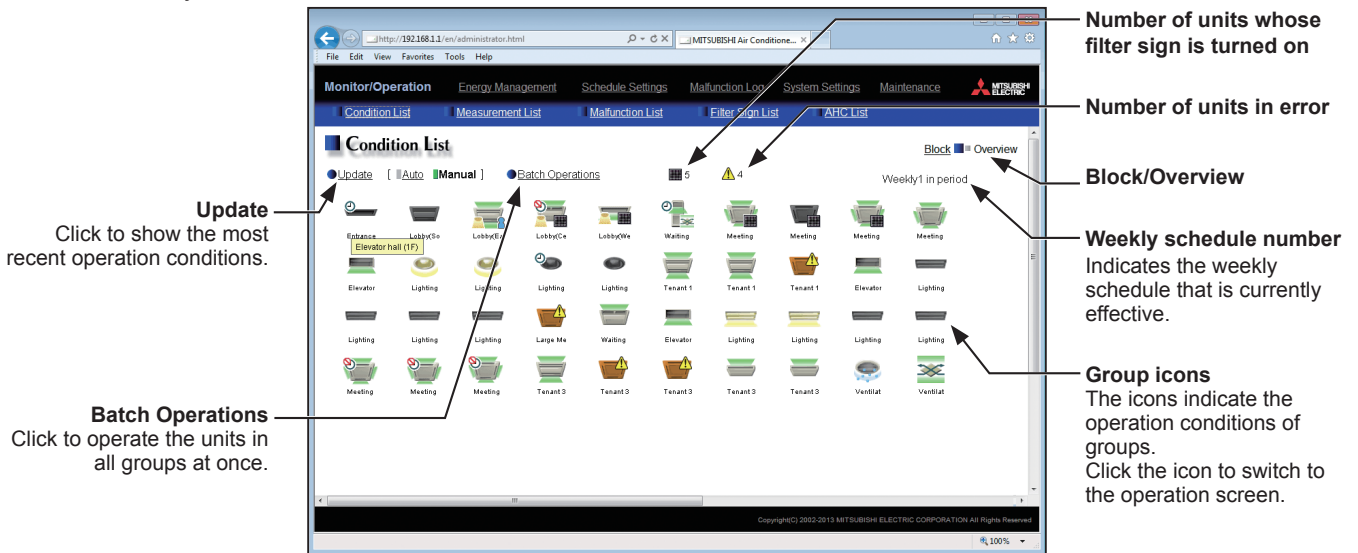 http://192.168.1.1/en/administrator.html
MITSUBISHI Air Conditione...
File Edit View Favorites Tools Help
Monitor/Operation Energy Management Schedule Settings Malfunction Log System Settings Maintenance MITSUBISHI ELECTRIC
Condition List Measurement List Malfunction List Filter Sign List AHC List
Condition List
Block Overview
Update [ Auto Manual ] Batch Operations 5 4
Weekly1 in period
Entrance Lobby(So Lobby(Ea Lobby(Ce Lobby(We Waiting Meeting Meeting Meeting Meeting
Elevator hall (1F)
Elevator Lighting Lighting Lighting Lighting Tenant 1 Tenant 1 Tenant 1 Elevator Lighting
Lighting Lighting Lighting Large Me Waiting Elevator Lighting Lighting Lighting Lighting
Meeting Meeting Meeting Tenant 3 Tenant 3 Tenant 3 Tenant 3 Tenant 3 Ventilat Ventilat
Copyright(C) 2002-2013 MITSUBISHI ELECTRIC CORPORATION All Rights Reserved
100%
Update
Click to show the most
recent operation conditions.
Batch Operations
Click to operate the units in
all groups at once.
Number of units whose
filter sign is turned on
Number of units in error
Block/Overview
Weekly schedule number
Indicates the weekly
schedule that is currently
effective.
Group icons
The icons indicate the
operation conditions of
groups.
Click the icon to switch to
the operation screen.